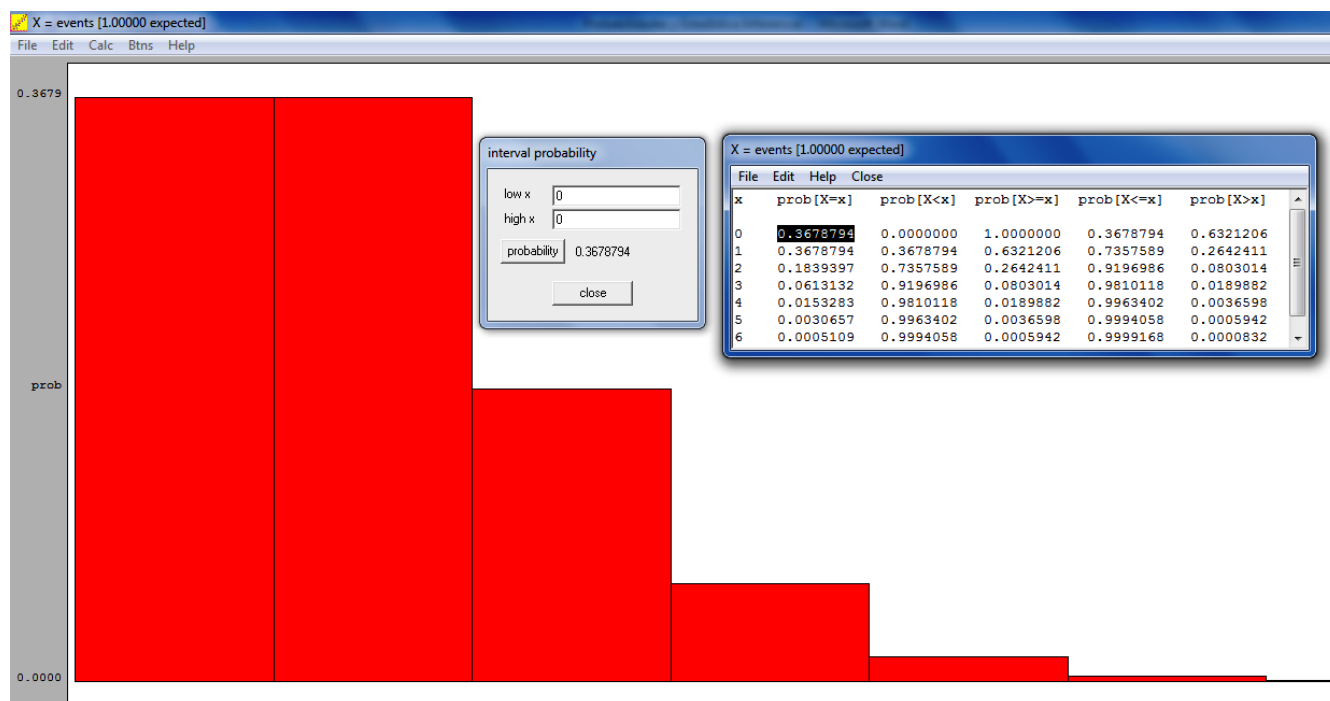 X = events [1.00000 expected]
File Edit Calc Btns Help
0.3679
prob
0.0000
interval probability
low x 0
high x 0
probability 0.3678794
close
X = events [1.00000 expected]
File Edit Help Close
x prob[X=x] prob[X<x] prob[X>=x] prob[X<=x] prob[X>x]
0 0.3678794 0.0000000 1.0000000 0.3678794 0.6321206
1 0.3678794 0.3678794 0.6321206 0.7357589 0.2642411
2 0.1839397 0.7357589 0.2642411 0.9196986 0.0803014
3 0.0613132 0.9196986 0.0803014 0.9810118 0.0189882
4 0.0153283 0.9810118 0.0189882 0.9963402 0.0036598
5 0.0030657 0.9963402 0.0036598 0.9994058 0.0005942
6 0.0005109 0.9994058 0.0005942 0.9999168 0.0000832